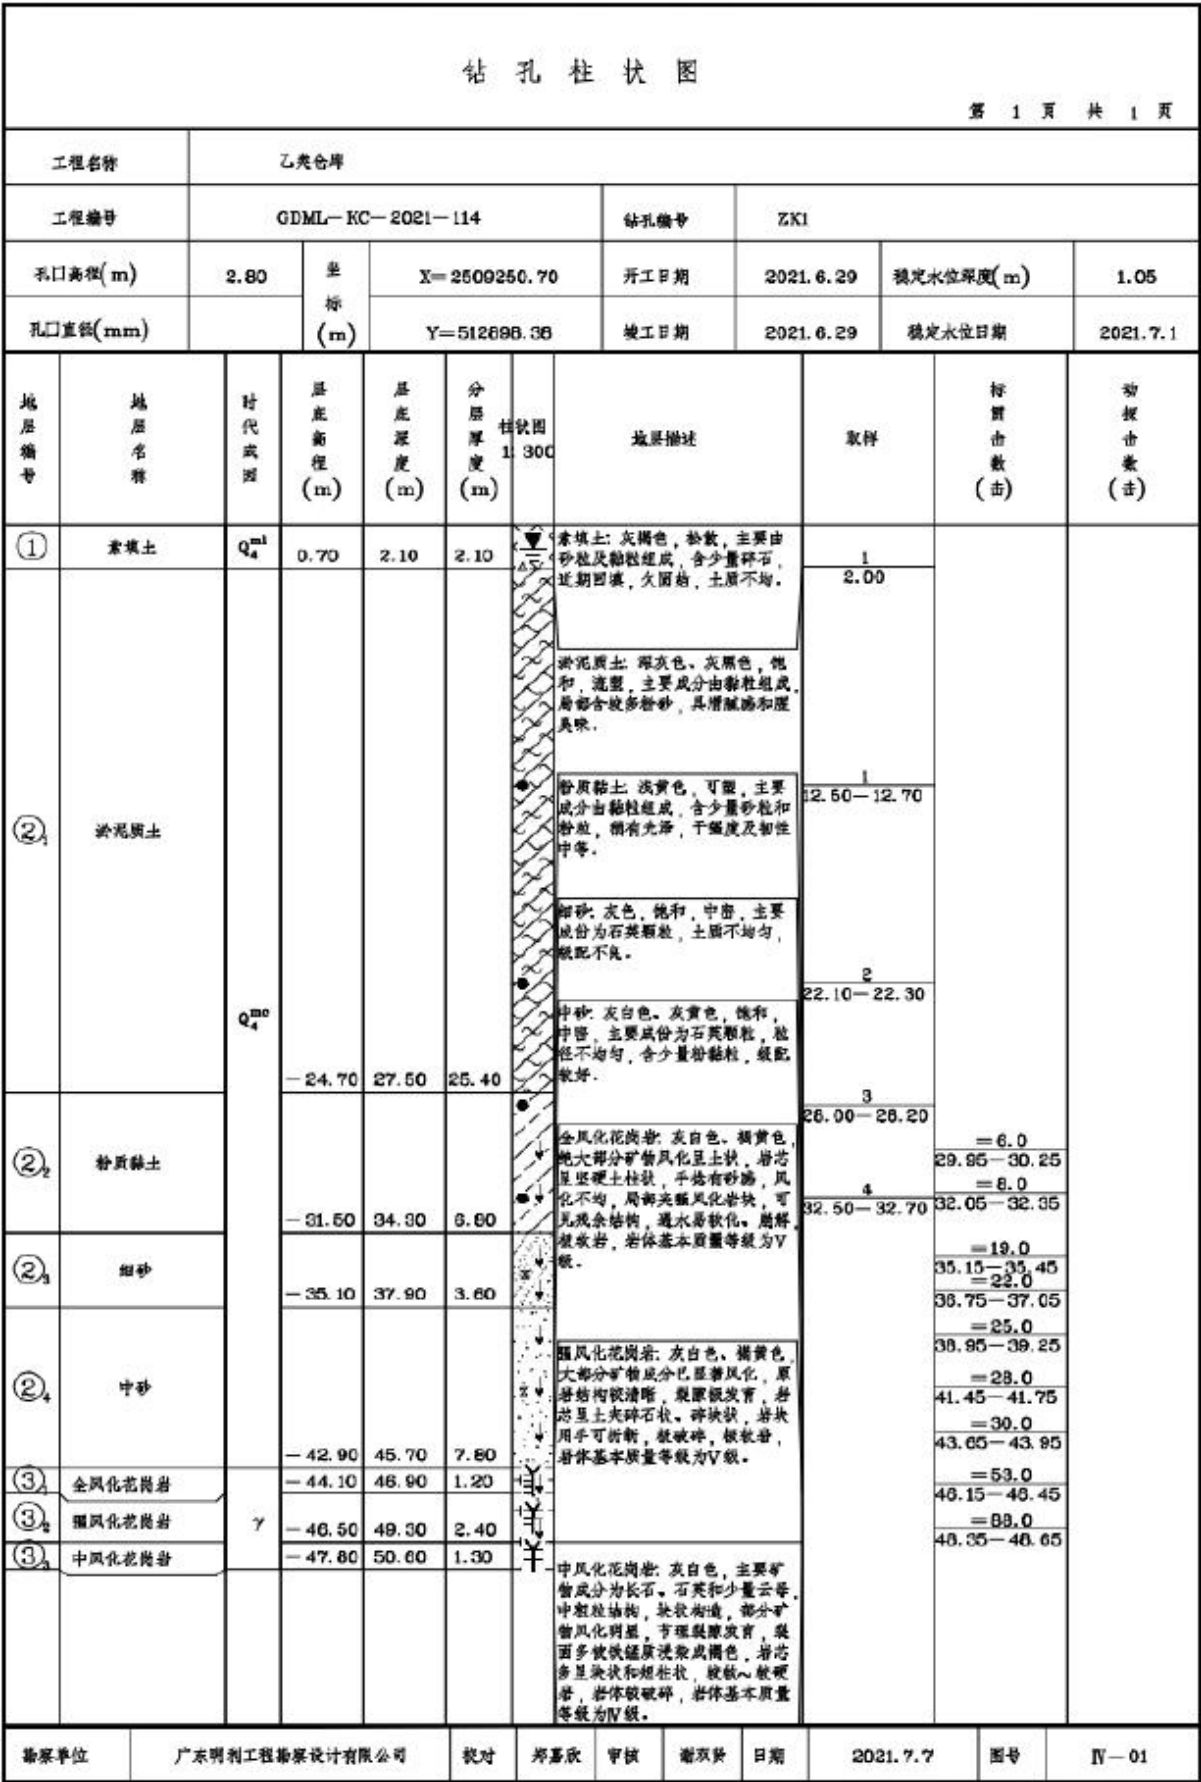 钻孔柱状图
第 1 页 共 1 页
工程名称 乙类仓库
工程编号 GDML-KC-2021-114 钻孔编号 ZK1
孔口高程(m) 2.80 坐标(m) X=2509250.70 开工日期 2021.6.29 稳定水位深度(m) 1.05
孔口直径(mm) Y=512898.38 竣工日期 2021.6.29 稳定水位日期 2021.7.1
地层编号 地层名称 时代成因 层底高程(m) 层底深度(m) 分层厚度(m) 柱状图 1:300 地层描述 取样 标贯击数(击) 动探击数(击)
① 素填土 Q₄ᵐˡ 0.70 2.10 2.10
素填土: 灰褐色，松散，主要由
砂粒及黏粒组成，含少量碎石，
近期回填，欠固结，土质不均。
1
2.00
淤泥质土: 深灰色、灰黑色，饱
和，流塑，主要成分由黏粒组成，
局部含较多粉砂，具滑腻感和腥
臭味。
②₁ 淤泥质土
粉质黏土: 浅黄色，可塑，主要
成分由黏粒组成，含少量砂粒和
粉粒，稍有光泽，干强度及韧性
中等。
1
12.50-12.70
细砂: 灰色，饱和，中密，主要
成份为石英颗粒，土质不均匀，
级配不良。
2
22.10-22.30
Q₄ᵐᶜ
中砂: 灰白色、灰黄色，饱和，
中密，主要成份为石英颗粒，粒
径不均匀，含少量粉黏粒，级配
较好。
-24.70 27.50 25.40
3
28.00-28.20
②₂ 粉质黏土
全风化花岗岩: 灰白色、褐黄色，
绝大部分矿物风化呈土状，岩芯
呈坚硬土柱状，手捻有砂感，风
化不均，局部夹强风化岩块，可
见残余结构，遇水易软化、崩解，
极软岩，岩体基本质量等级为V
级。
=6.0
29.95-30.25
=8.0
32.05-32.35
4
32.50-32.70
-31.50 34.30 6.80
②₃ 细砂 -35.10 37.90 3.60
=19.0
35.15-35.45
=22.0
36.75-37.05
②₄ 中砂
强风化花岗岩: 灰白色、褐黄色，
大部分矿物成分已显著风化，原
岩结构较清晰，裂隙极发育，岩
芯呈土夹碎石状、碎块状，岩块
用手可折断，极破碎，极软岩，
岩体基本质量等级为V级。
=25.0
38.95-39.25
=28.0
41.45-41.75
=30.0
43.65-43.95
-42.90 45.70 7.80
③₁ 全风化花岗岩 -44.10 46.90 1.20
=53.0
46.15-46.45
③₂ 强风化花岗岩 γ -46.50 49.30 2.40
=88.0
48.35-48.65
③₃ 中风化花岗岩 -47.80 50.60 1.30
中风化花岗岩: 灰白色，主要矿
物成分为长石、石英和少量云母，
中粗粒结构，块状构造，部分矿
物风化明显，节理裂隙发育，裂
面多被铁锰质浸染成褐色，岩芯
多呈块状和短柱状，较软~较硬
岩，岩体较破碎，岩体基本质量
等级为Ⅳ级。
勘察单位 广东明利工程勘察设计有限公司 校对 郑嘉欣 审核 日期 2021.7.7 图号 Ⅳ-01